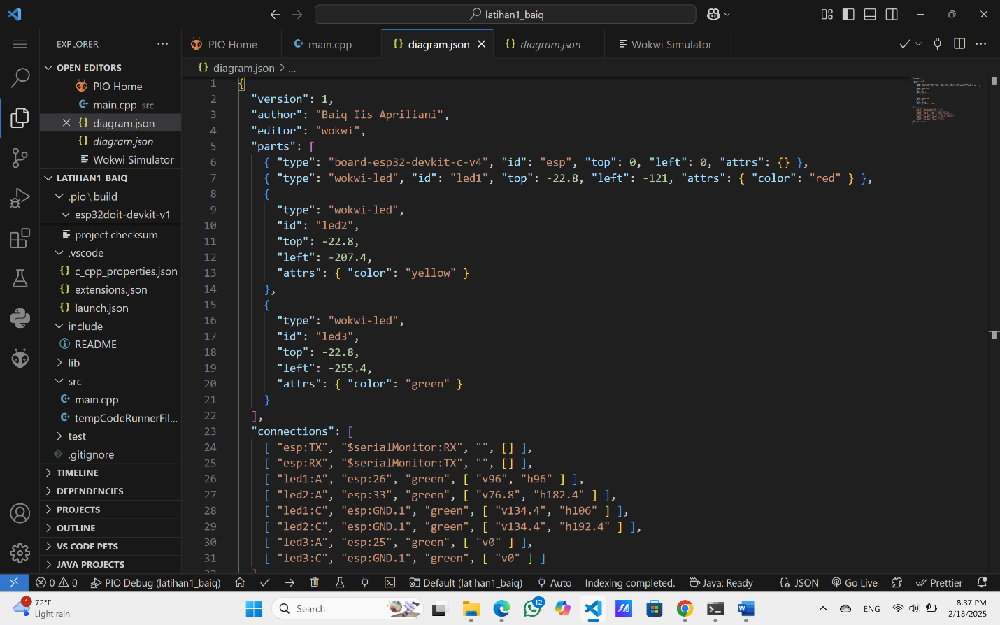 latihan1_baiq
EXPLORER
OPEN EDITORS
PIO Home
main.cpp src
diagram.json
diagram.json
Wokwi Simulator
LATIHAN1_BAIQ
.pio\build
esp32doit-devkit-v1
project.checksum
.vscode
c_cpp_properties.json
extensions.json
launch.json
include
README
lib
src
main.cpp
tempCodeRunnerFil...
test
.gitignore
TIMELINE
DEPENDENCIES
PROJECTS
OUTLINE
VS CODE PETS
JAVA PROJECTS
PIO Home main.cpp diagram.json diagram.json Wokwi Simulator
diagram.json > ...
1 {
2 "version": 1,
3 "author": "Baiq Iis Apriliani",
4 "editor": "wokwi",
5 "parts": [
6 { "type": "board-esp32-devkit-c-v4", "id": "esp", "top": 0, "left": 0, "attrs": {} },
7 { "type": "wokwi-led", "id": "led1", "top": -22.8, "left": -121, "attrs": { "color": "red" } },
8 {
9 "type": "wokwi-led",
10 "id": "led2",
11 "top": -22.8,
12 "left": -207.4,
13 "attrs": { "color": "yellow" }
14 },
15 {
16 "type": "wokwi-led",
17 "id": "led3",
18 "top": -22.8,
19 "left": -255.4,
20 "attrs": { "color": "green" }
21 }
22 ],
23 "connections": [
24 [ "esp:TX", "$serialMonitor:RX", "", [] ],
25 [ "esp:RX", "$serialMonitor:TX", "", [] ],
26 [ "led1:A", "esp:26", "green", [ "v96", "h96" ] ],
27 [ "led2:A", "esp:33", "green", [ "v76.8", "h182.4" ] ],
28 [ "led1:C", "esp:GND.1", "green", [ "v134.4", "h106" ] ],
29 [ "led2:C", "esp:GND.1", "green", [ "v134.4", "h192.4" ] ],
30 [ "led3:A", "esp:25", "green", [ "v0" ] ],
31 [ "led3:C", "esp:GND.1", "green", [ "v0" ] ]
0 0 PIO Debug (latihan1_baiq) Default (latihan1_baiq) Auto Indexing completed. Java: Ready JSON Go Live Prettier
1 72°F
Light rain
Search
12
ENG
8:37 PM
2/18/2025